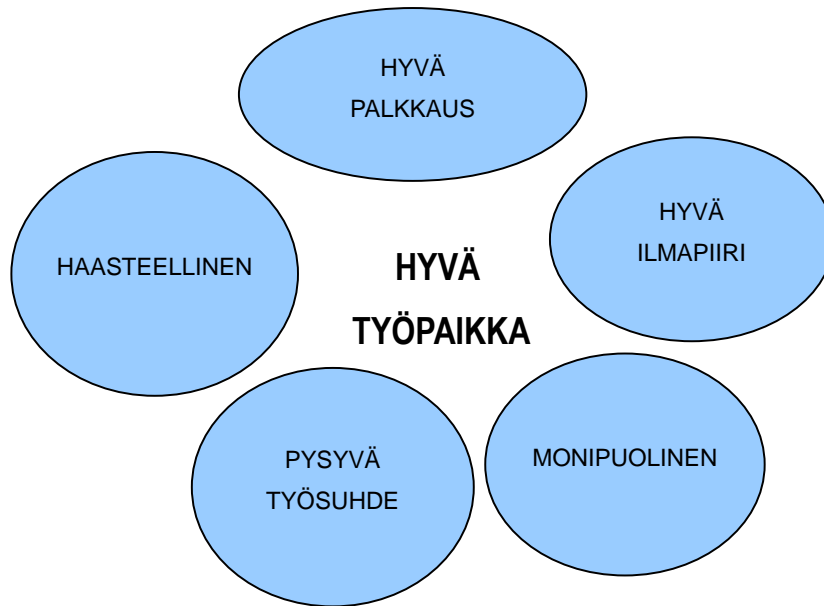 HYVÄ
PALKKAUS
HYVÄ
ILMAPIIRI
HAASTEELLINEN
HYVÄ
TYÖPAIKKA
PYSYVÄ
TYÖSUHDE
MONIPUOLINEN